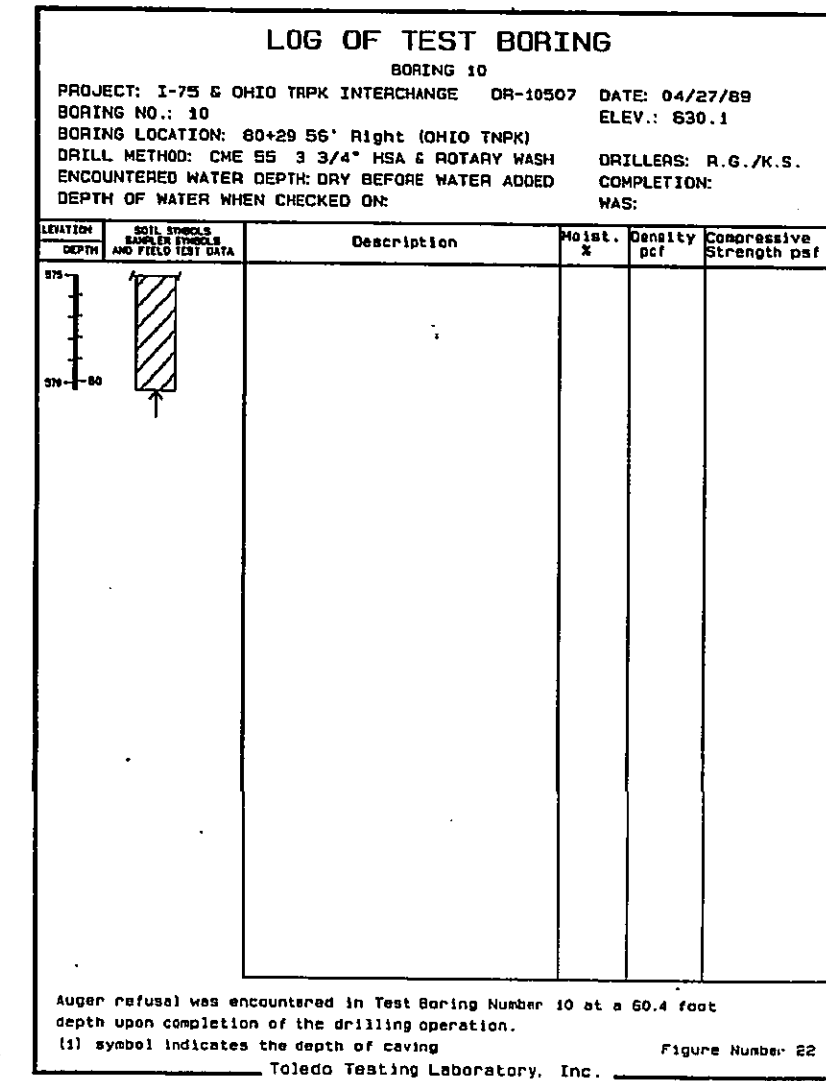 LOG OF TEST BORING
BORING 10
PROJECT: I-75 & OHIO TRPK INTERCHANGE OR-10507 DATE: 04/27/89
BORING NO.: 10 ELEV.: 630.1
BORING LOCATION: 80+29 56' Right (OHIO TNPK)
DRILL METHOD: CME 55 3 3/4" HSA & ROTARY WASH DRILLERS: R.G./K.S.
ENCOUNTERED WATER DEPTH: DRY BEFORE WATER ADDED COMPLETION:
DEPTH OF WATER WHEN CHECKED ON: WAS:
LEVATION
DEPTH
SOIL SYMBOLS
SAMPLER SYMBOLS
AND FIELD TEST DATA
Description
Moist. %
Density pcf
Compressive Strength psf
575
570 60
Auger refusal was encountered in Test Boring Number 10 at a 60.4 foot
depth upon completion of the drilling operation.
(1) symbol indicates the depth of caving Figure Number 22
Toledo Testing Laboratory, Inc.